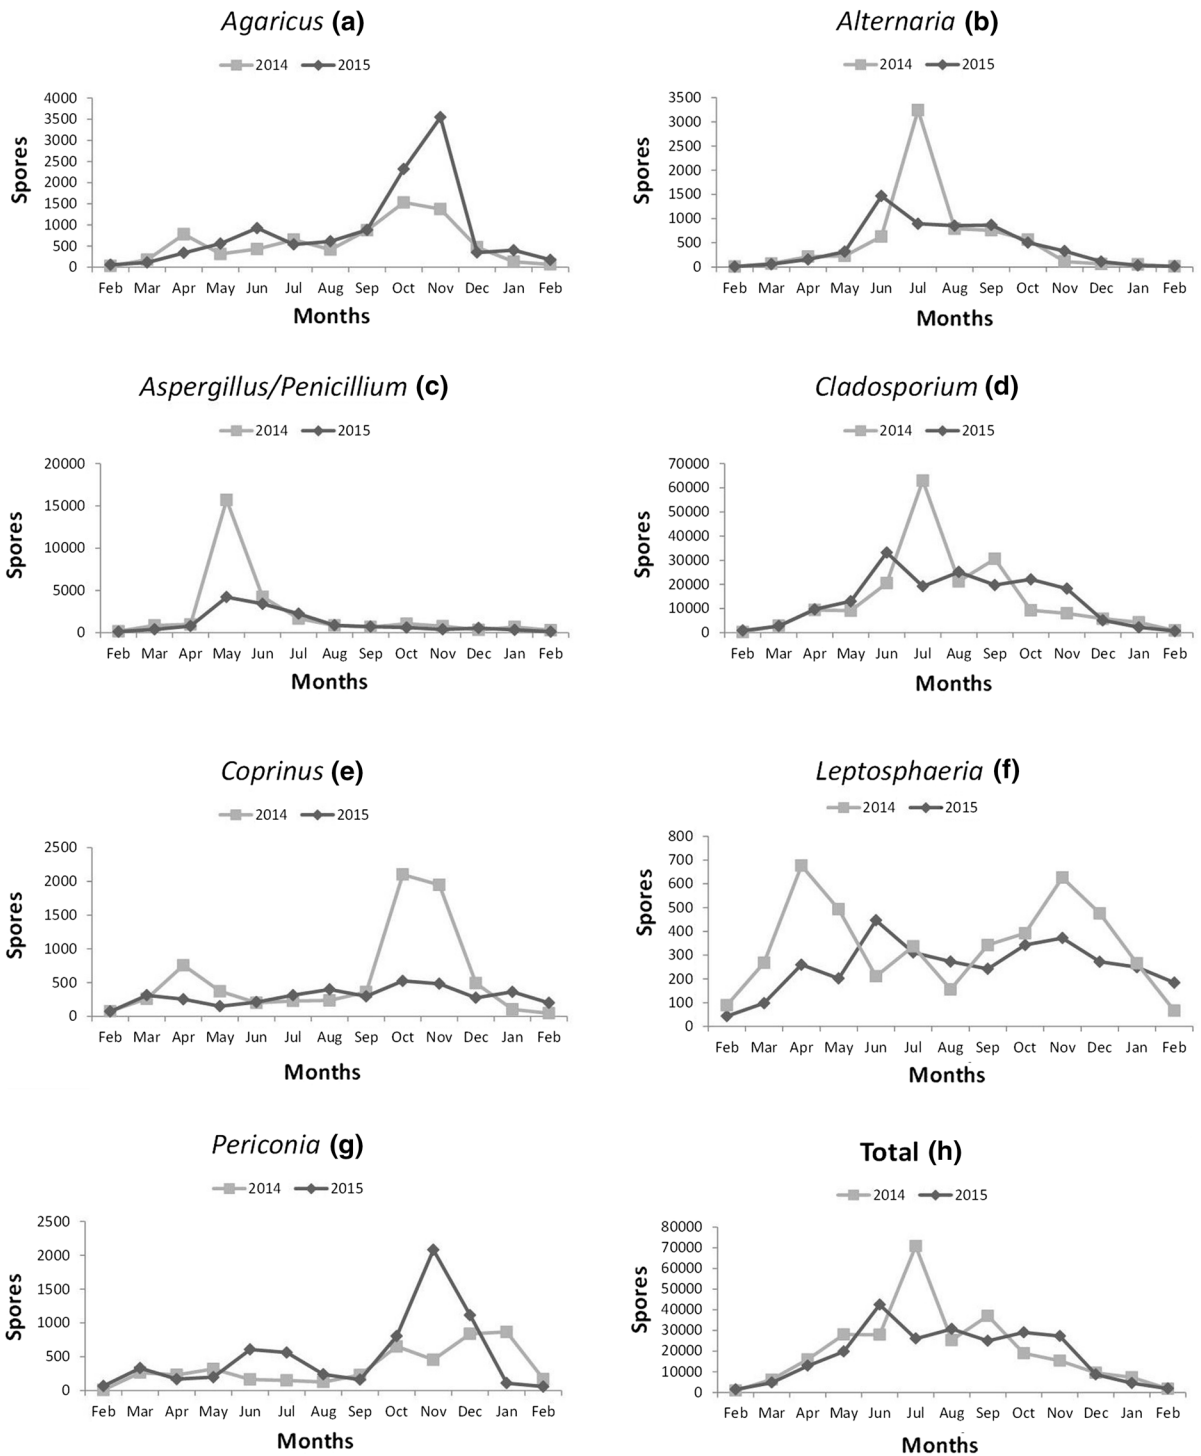 Agaricus (a)
2014 2015
4000
3500
3000
2500
2000
1500
1000
500
0
Spores
Feb Mar Apr May Jun Jul Aug Sep Oct Nov Dec Jan Feb
Months
Alternaria (b)
2014 2015
3500
3000
2500
2000
1500
1000
500
0
Spores
Feb Mar Apr May Jun Jul Aug Sep Oct Nov Dec Jan Feb
Months
Aspergillus/Penicillium (c)
2014 2015
20000
15000
10000
5000
0
Spores
Feb Mar Apr May Jun Jul Aug Sep Oct Nov Dec Jan Feb
Months
Cladosporium (d)
2014 2015
70000
60000
50000
40000
30000
20000
10000
0
Spores
Feb Mar Apr May Jun Jul Aug Sep Oct Nov Dec Jan Feb
Months
Coprinus (e)
2014 2015
2500
2000
1500
1000
500
0
Spores
Feb Mar Apr May Jun Jul Aug Sep Oct Nov Dec Jan Feb
Months
Leptosphaeria (f)
2014 2015
800
700
600
500
400
300
200
100
0
Spores
Feb Mar Apr May Jun Jul Aug Sep Oct Nov Dec Jan Feb
Months
Periconia (g)
2014 2015
2500
2000
1500
1000
500
0
Spores
Feb Mar Apr May Jun Jul Aug Sep Oct Nov Dec Jan Feb
Months
Total (h)
2014 2015
80000
70000
60000
50000
40000
30000
20000
10000
0
Spores
Feb Mar Apr May Jun Jul Aug Sep Oct Nov Dec Jan Feb
Months